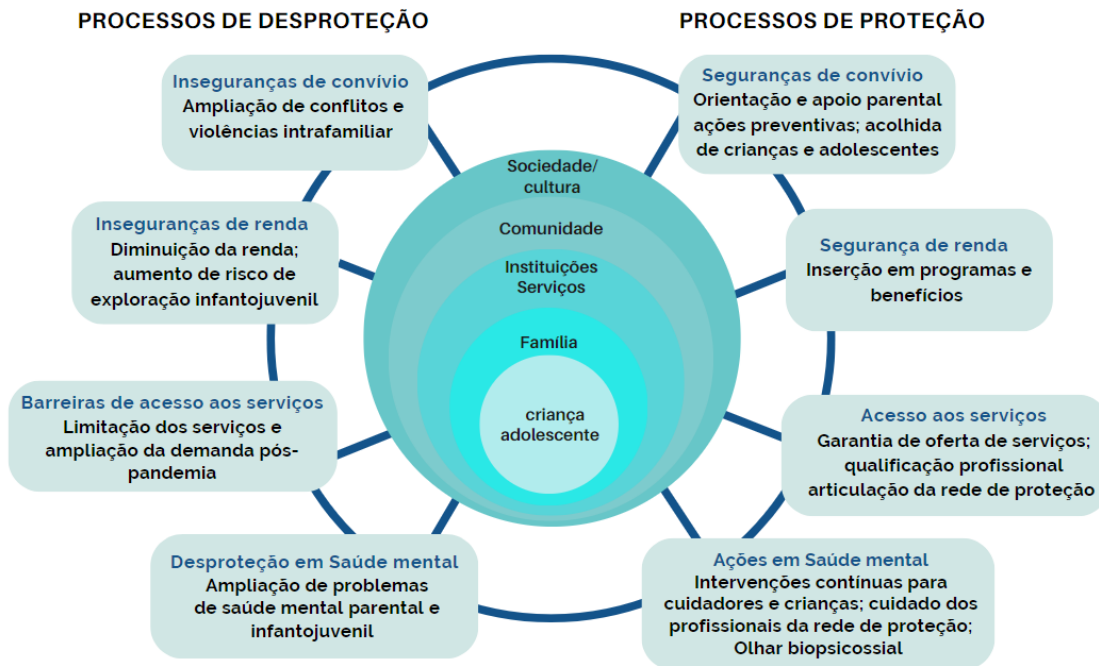 PROCESSOS DE DESPROTEÇÃO
PROCESSOS DE PROTEÇÃO
Inseguranças de convívio
Ampliação de conflitos e
violências intrafamiliar
Inseguranças de renda
Diminuição da renda;
aumento de risco de
exploração infantojuvenil
Barreiras de acesso aos serviços
Limitação dos serviços e
ampliação da demanda pós-
pandemia
Desproteção em Saúde mental
Ampliação de problemas
de saúde mental parental e
infantojuvenil
Sociedade/
cultura
Comunidade
Instituições
Serviços
Família
criança
adolescente
Seguranças de convívio
Orientação e apoio parental
ações preventivas; acolhida
de crianças e adolescentes
Segurança de renda
Inserção em programas e
benefícios
Acesso aos serviços
Garantia de oferta de serviços;
qualificação profissional
articulação da rede de proteção
Ações em Saúde mental
Intervenções contínuas para
cuidadores e crianças; cuidado dos
profissionais da rede de proteção;
Olhar biopsicossial